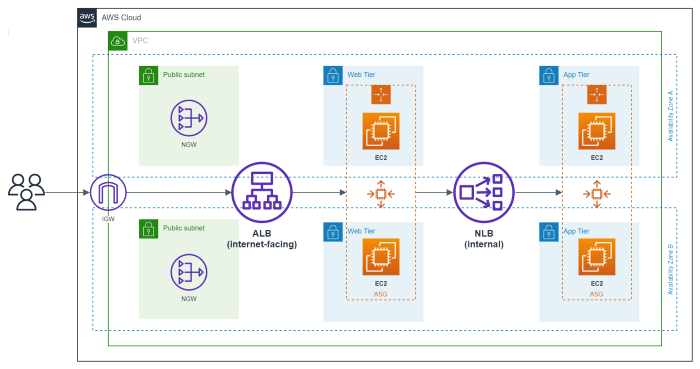 aws
AWS Cloud
VPC
Public subnet
Web Tier
App Tier
NGW
EC2
EC2
Availability Zone A
IGW
ALB
(internet-facing)
NLB
(internal)
Public subnet
Web Tier
App Tier
NGW
EC2
ASG
EC2
ASG
Availability Zone B